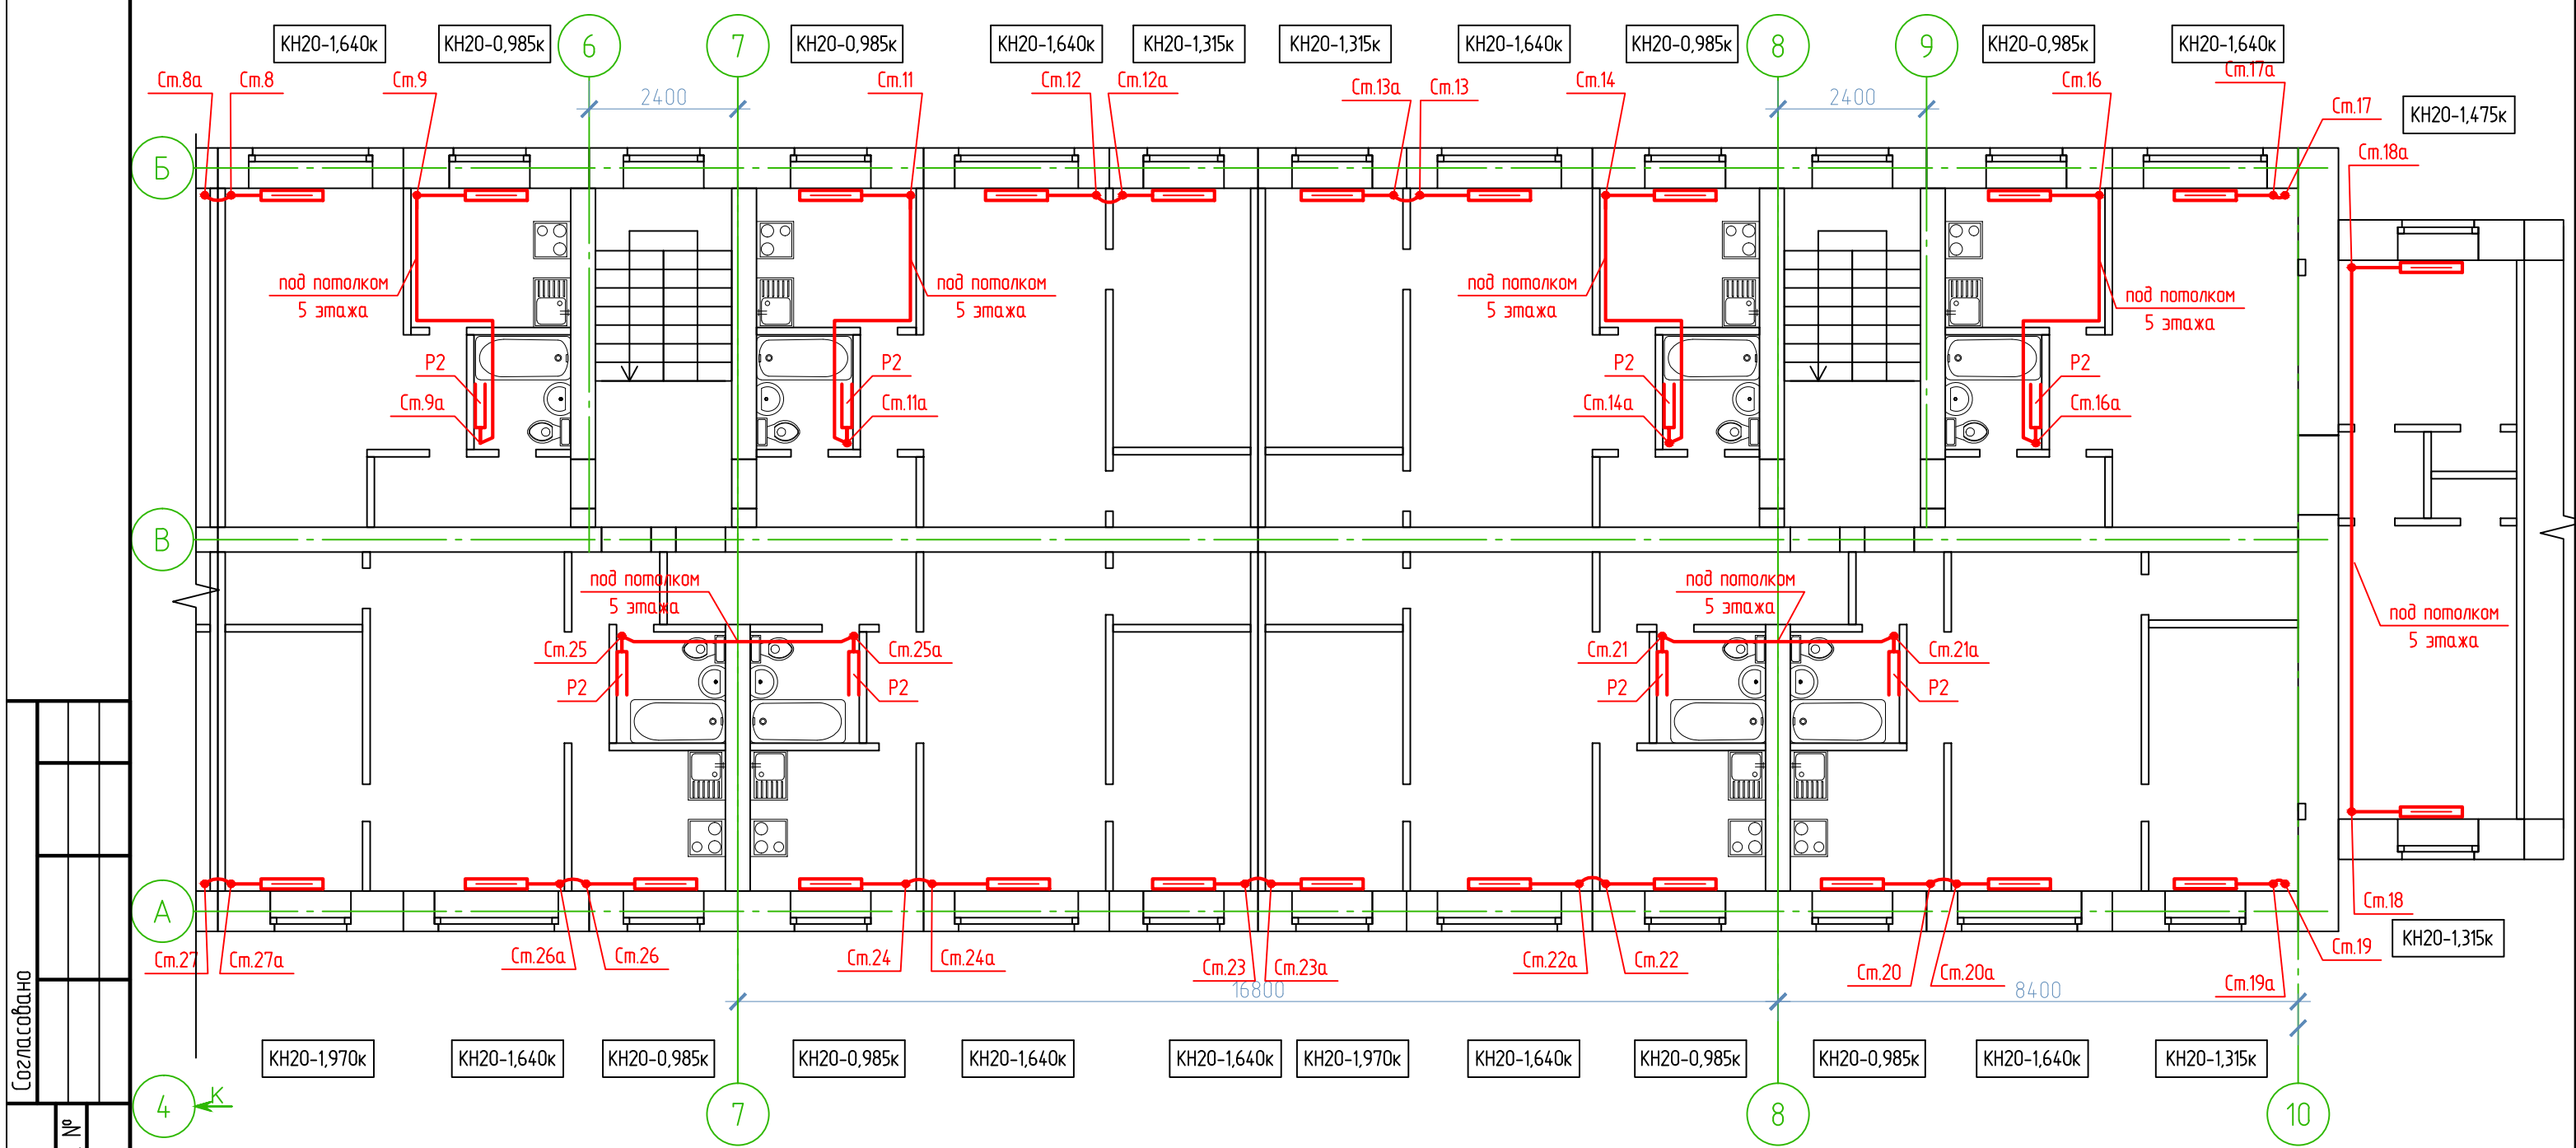 КН20-1,640к
КН20-0,985к
6
7
КН20-0,985к
КН20-1,640к
КН20-1,315к
КН20-1,315к
КН20-1,640к
КН20-0,985к
8
9
КН20-0,985к
КН20-1,640к
Ст.8а
Ст.8
Ст.9
2400
Ст.11
Ст.12
Ст.12а
Ст.13а
Ст.13
Ст.14
2400
Ст.16
Ст.17а
Ст.17
КН20-1,475к
Б
Ст.18а
под потолком
5 этажа
под потолком
5 этажа
под потолком
5 этажа
под потолком
5 этажа
Р2
Р2
Р2
Р2
Ст.9а
Ст.11а
Ст.14а
Ст.16а
В
под потолком
5 этажа
под потолком
5 этажа
под потолком
5 этажа
Ст.25
Ст.25а
Ст.21
Ст.21а
Р2
Р2
Р2
Р2
А
Ст.18
КН20-1,315к
Ст.27
Ст.27а
Ст.26а
Ст.26
Ст.24
Ст.24а
Ст.23
Ст.23а
Ст.22а
Ст.22
Ст.20
Ст.20а
Ст.19а
Ст.19
16800
8400
КН20-1,970к
КН20-1,640к
КН20-0,985к
КН20-0,985к
КН20-1,640к
КН20-1,640к
КН20-1,970к
КН20-1,640к
КН20-0,985к
КН20-0,985к
КН20-1,640к
КН20-1,315к
4
К
7
8
10
Согласовано
№